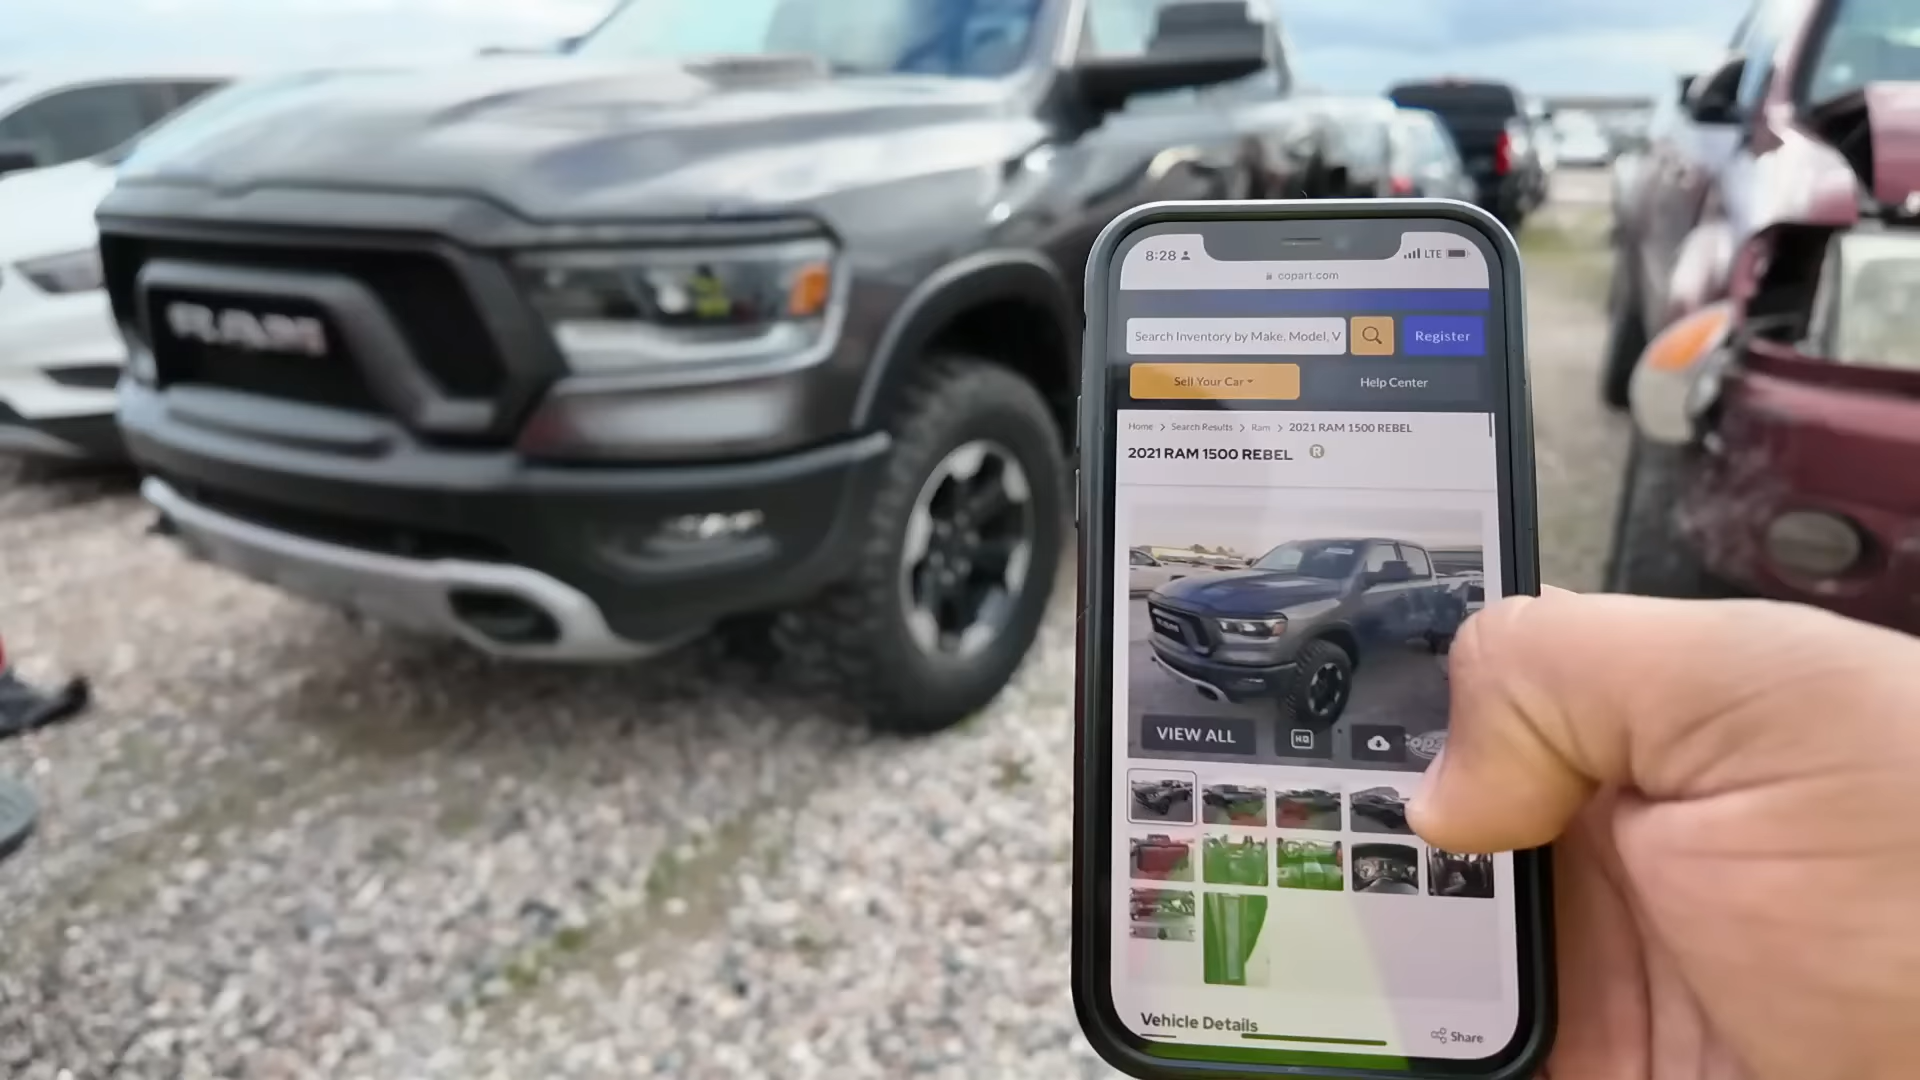 RAM
8:28
LTE
copart.com
Search Inventory by Make, Model, V
Register
Sell Your Car
Help Center
Home > Search Results > Ram > 2021 RAM 1500 REBEL
2021 RAM 1500 REBEL R
RAM
VIEW ALL
HD
Vehicle Details
Share